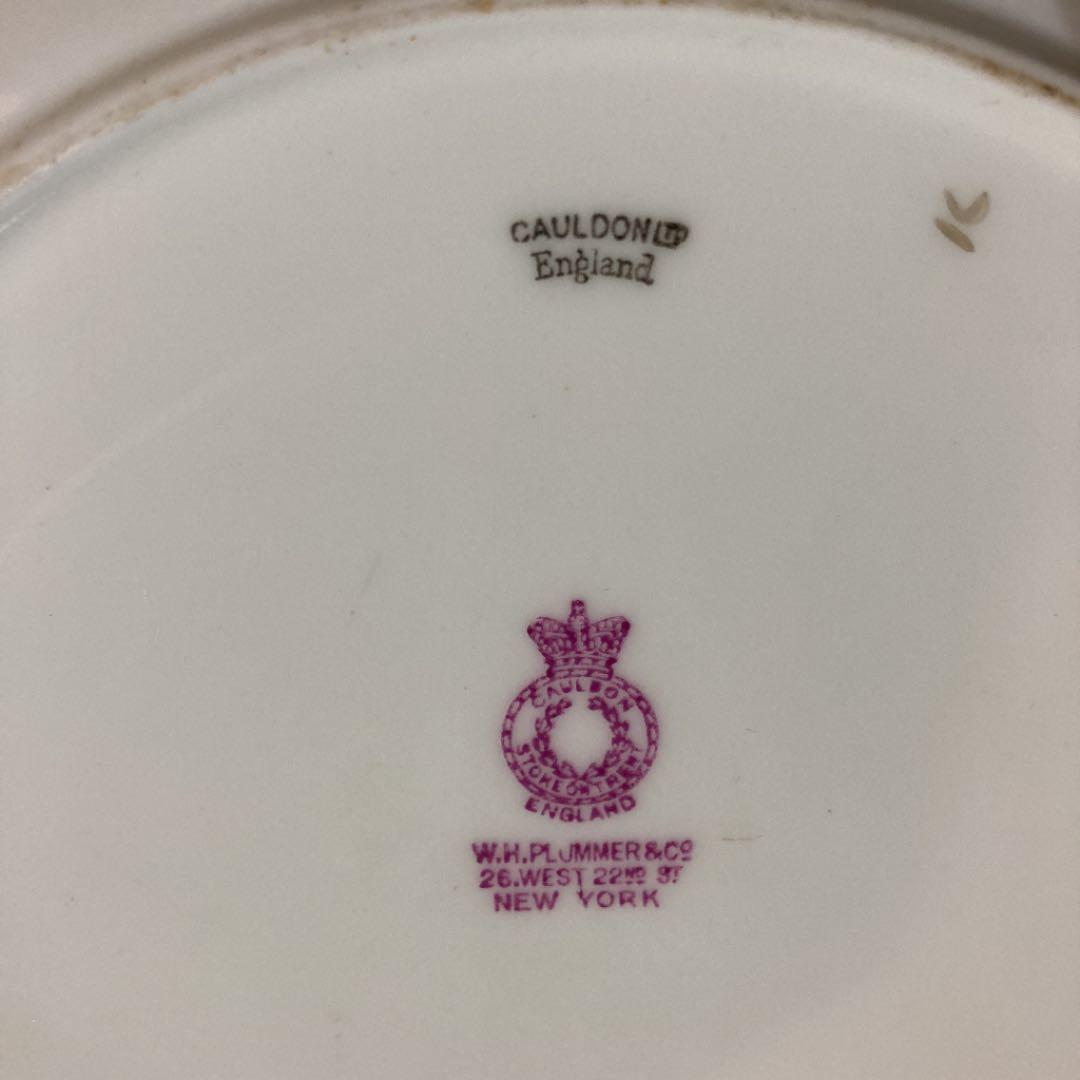 CAULDON LTD
England
CAULDON
STOKE ON TRENT
ENGLAND
W.H.PLUMMER&Cº
26.WEST 22ND ST
NEW YORK